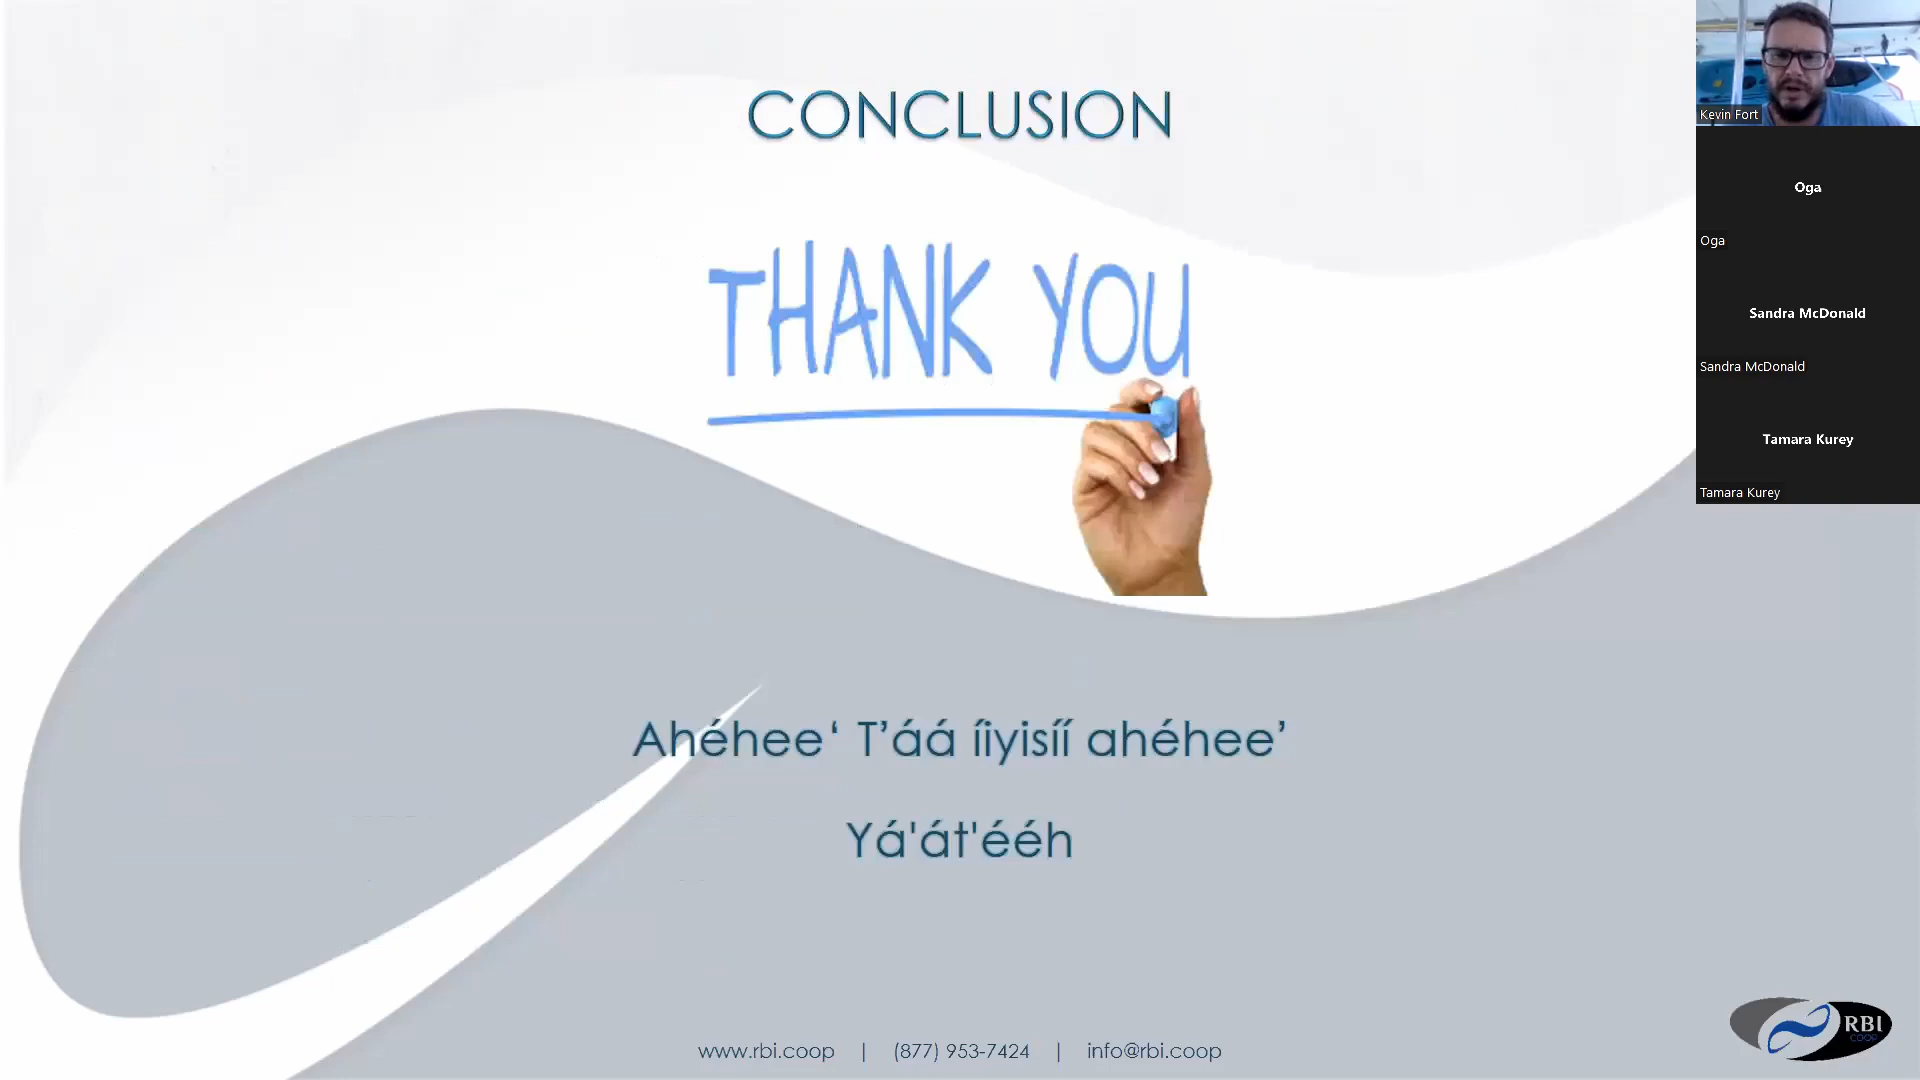 CONCLUSION
THANK YOU
Ahéhee‘ T’áá íiyisíí ahéhee’
Yá'át'ééh
www.rbi.coop | (877) 953-7424 | info@rbi.coop
RBI
COOP
Kevin Fort
Oga
Oga
Sandra McDonald
Sandra McDonald
Tamara Kurey
Tamara Kurey